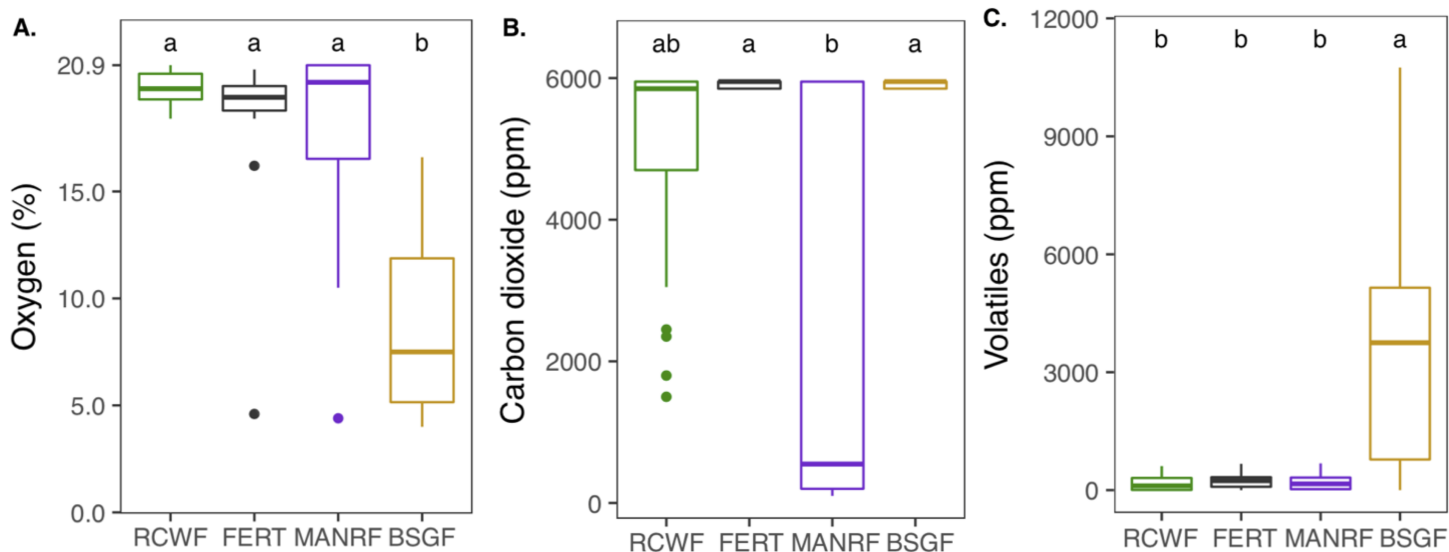 A.
a a a b
20.9
15.0
10.0
5.0
0.0
Oxygen (%)
RCWF FERT MANRF BSGF
B.
ab a b a
6000
4000
2000
0
Carbon dioxide (ppm)
RCWF FERT MANRF BSGF
C.
b b b a
12000
9000
6000
3000
0
Volatiles (ppm)
RCWF FERT MANRF BSGF